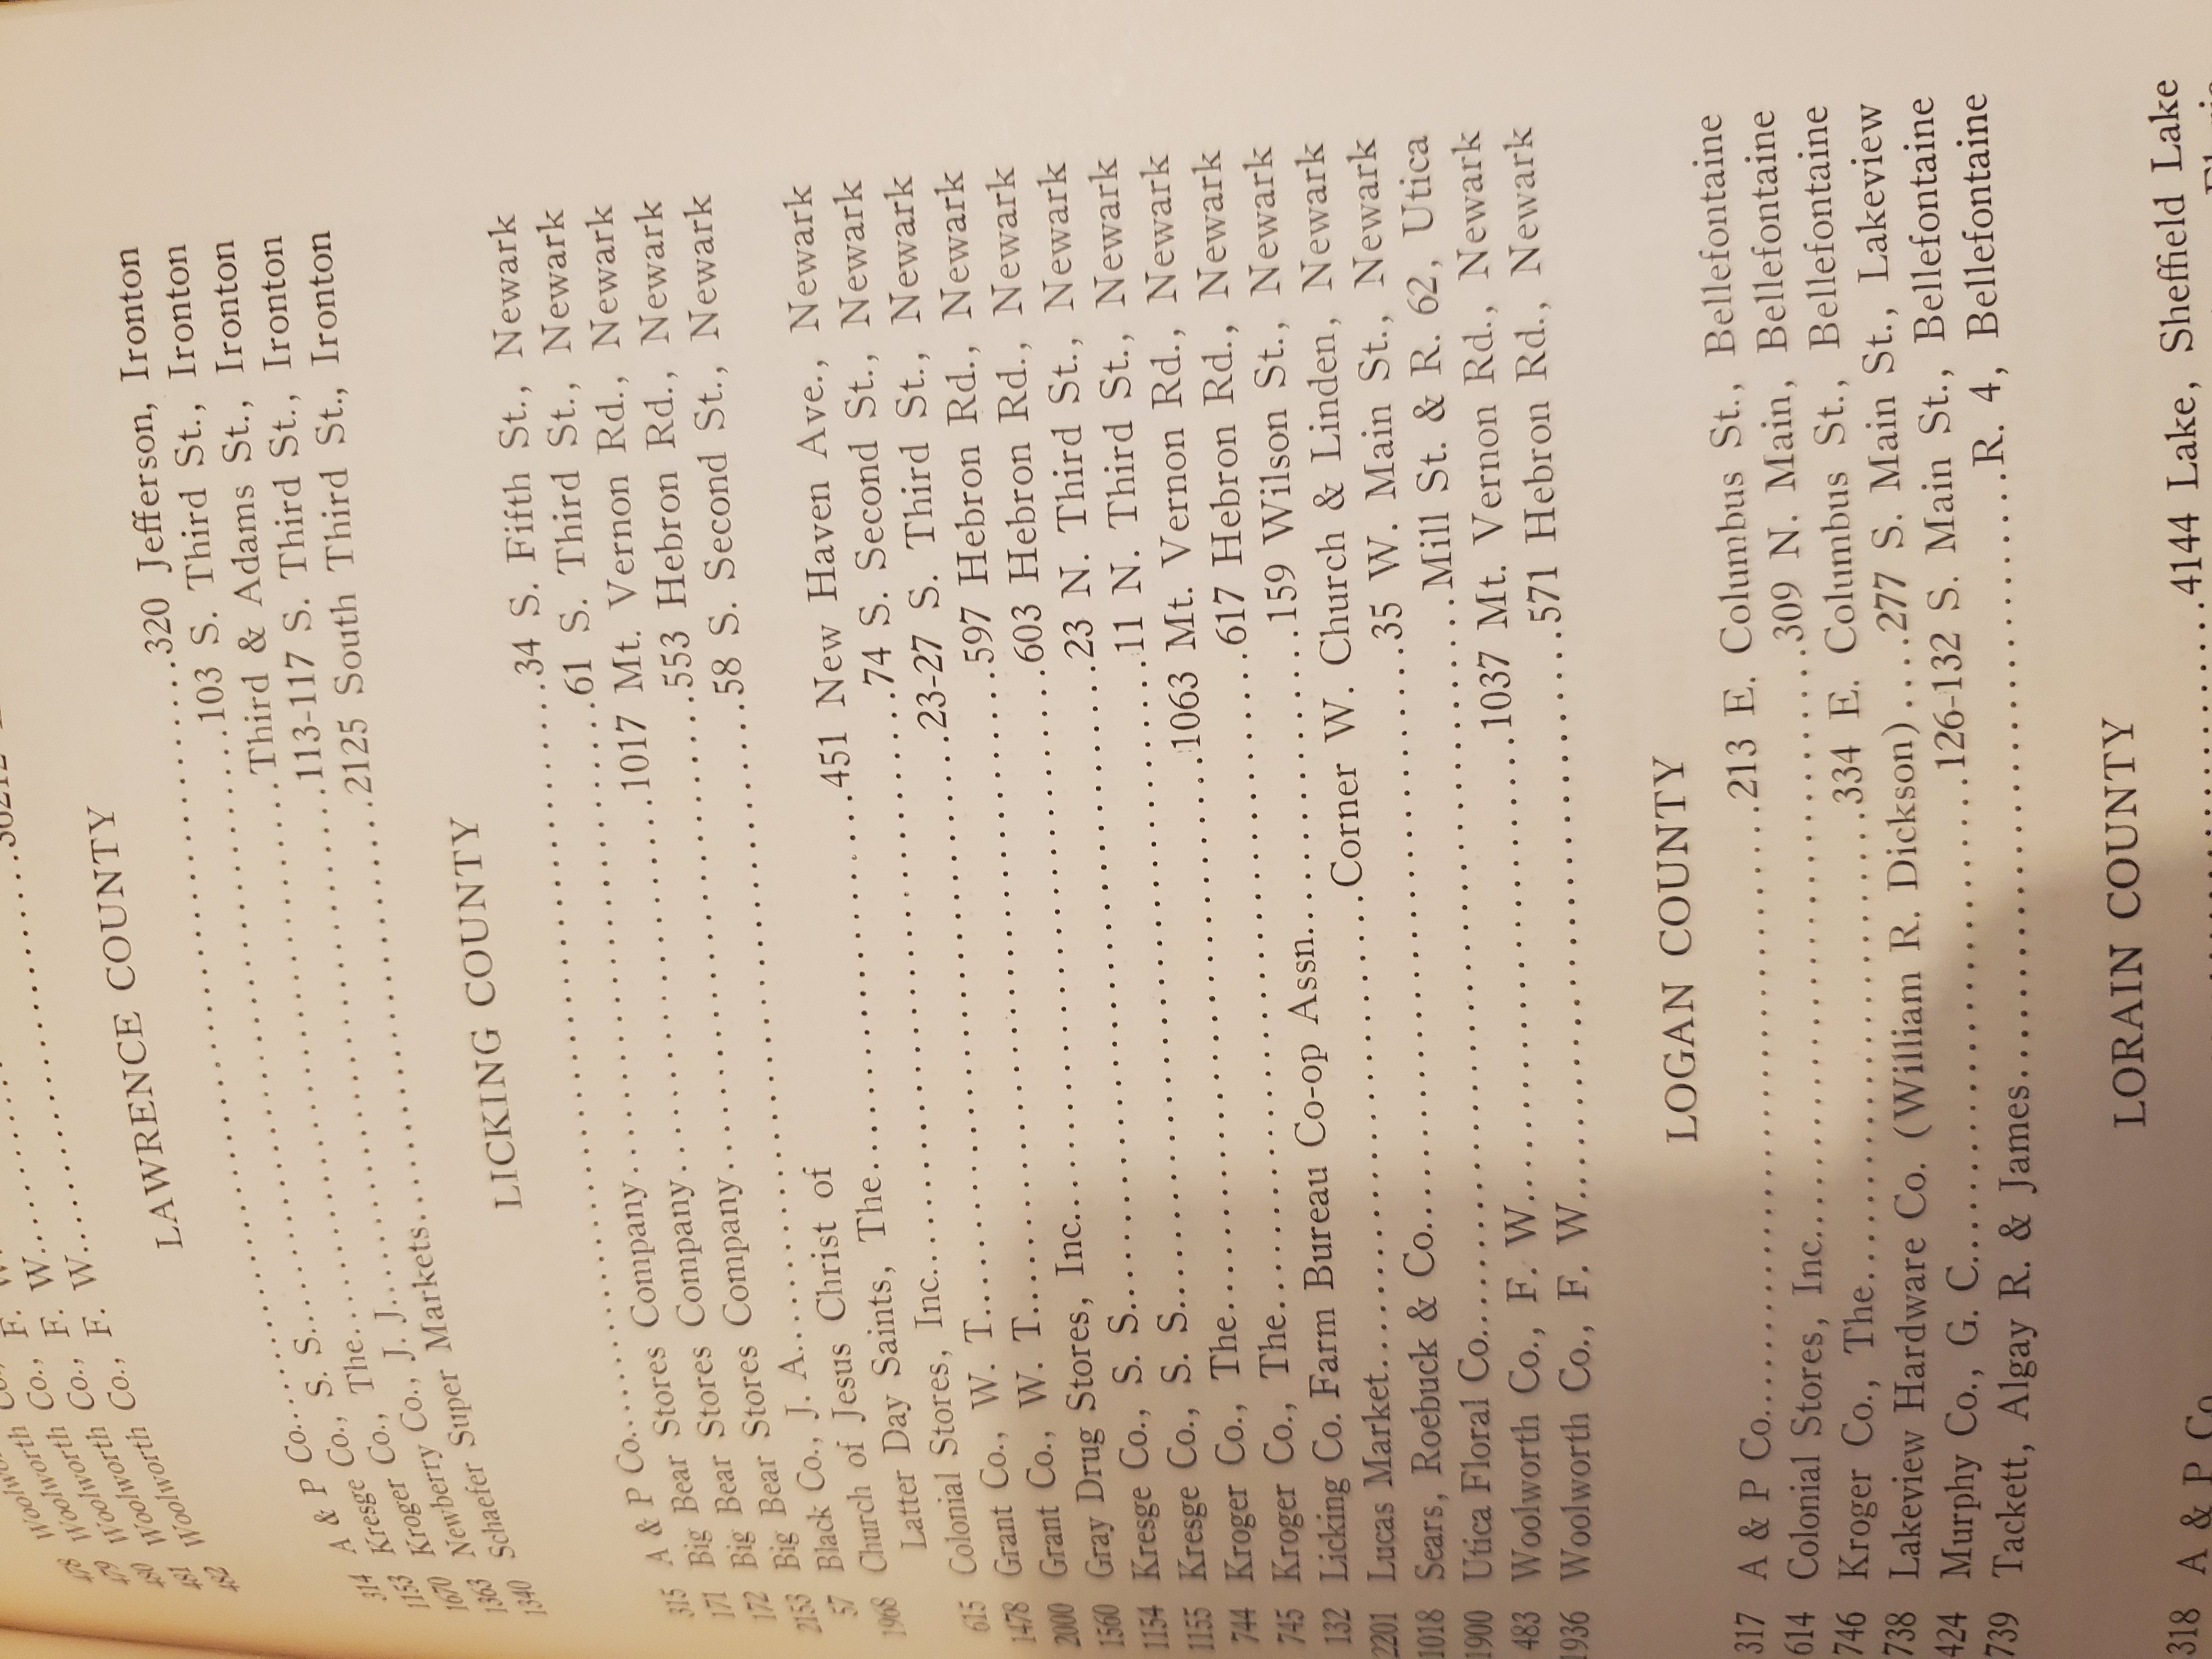 478 Woolworth Co., F. W.
479 Woolworth Co., F. W.
480 Woolworth Co., F. W.
481 Woolworth
482
LAWRENCE COUNTY
314 A & P Co. 320 Jefferson, Ironton
1153 Kresge Co., S. S. 103 S. Third St., Ironton
1670 Kroger Co., The Third & Adams St., Ironton
1363 Newberry Co., J. J. 113-117 S. Third St., Ironton
1340 Schaefer Super Markets 2125 South Third St., Ironton
LICKING COUNTY
315 A & P Co. 34 S. Fifth St., Newark
171 Big Bear Stores Company 61 S. Third St., Newark
172 Big Bear Stores Company 1017 Mt. Vernon Rd., Newark
2153 Big Bear Stores Company 553 Hebron Rd., Newark
57 Black Co., J. A. 58 S. Second St., Newark
1968 Church of Jesus Christ of
Latter Day Saints, The 451 New Haven Ave., Newark
615 Colonial Stores, Inc. 74 S. Second St., Newark
1478 Grant Co., W. T. 23-27 S. Third St., Newark
2000 Grant Co., W. T. 597 Hebron Rd., Newark
1560 Gray Drug Stores, Inc. 603 Hebron Rd., Newark
1154 Kresge Co., S. S. 23 N. Third St., Newark
1155 Kresge Co., S. S. 11 N. Third St., Newark
744 Kroger Co., The 1063 Mt. Vernon Rd., Newark
745 Kroger Co., The 617 Hebron Rd., Newark
132 Licking Co. Farm Bureau Co-op Assn. 159 Wilson St., Newark
2201 Lucas Market Corner W. Church & Linden, Newark
1018 Sears, Roebuck & Co. 35 W. Main St., Newark
1900 Utica Floral Co. Mill St. & R. 62, Utica
483 Woolworth Co., F. W. 1037 Mt. Vernon Rd., Newark
1936 Woolworth Co., F. W. 571 Hebron Rd., Newark
LOGAN COUNTY
317 A & P Co. 213 E. Columbus St., Bellefontaine
614 Colonial Stores, Inc. 309 N. Main, Bellefontaine
746 Kroger Co., The 334 E. Columbus St., Bellefontaine
738 Lakeview Hardware Co. (William R. Dickson) 277 S. Main St., Lakeview
424 Murphy Co., G. C. 126-132 S. Main St., Bellefontaine
739 Tackett, Algay R. & James R. 4, Bellefontaine
LORAIN COUNTY
318 A & P Co. 4144 Lake, Sheffield Lake